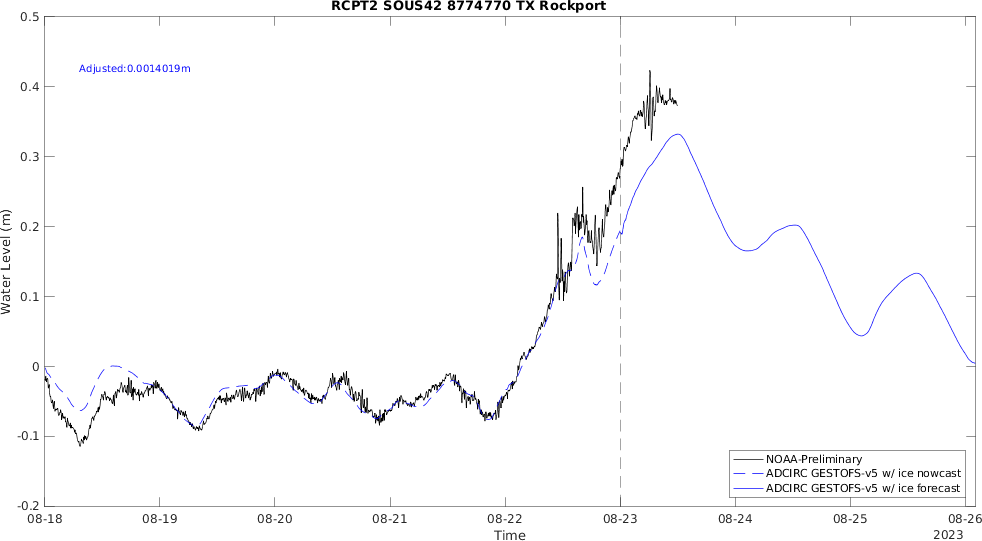 RCPT2 SOUS42 8774770 TX Rockport
Adjusted:0.0014019m
0.5
0.4
0.3
0.2
0.1
0
-0.1
-0.2
Water Level (m)
NOAA-Preliminary
ADCIRC GESTOFS-v5 w/ ice nowcast
ADCIRC GESTOFS-v5 w/ ice forecast
08-18 08-19 08-20 08-21 08-22 08-23 08-24 08-25 08-26
Time
2023